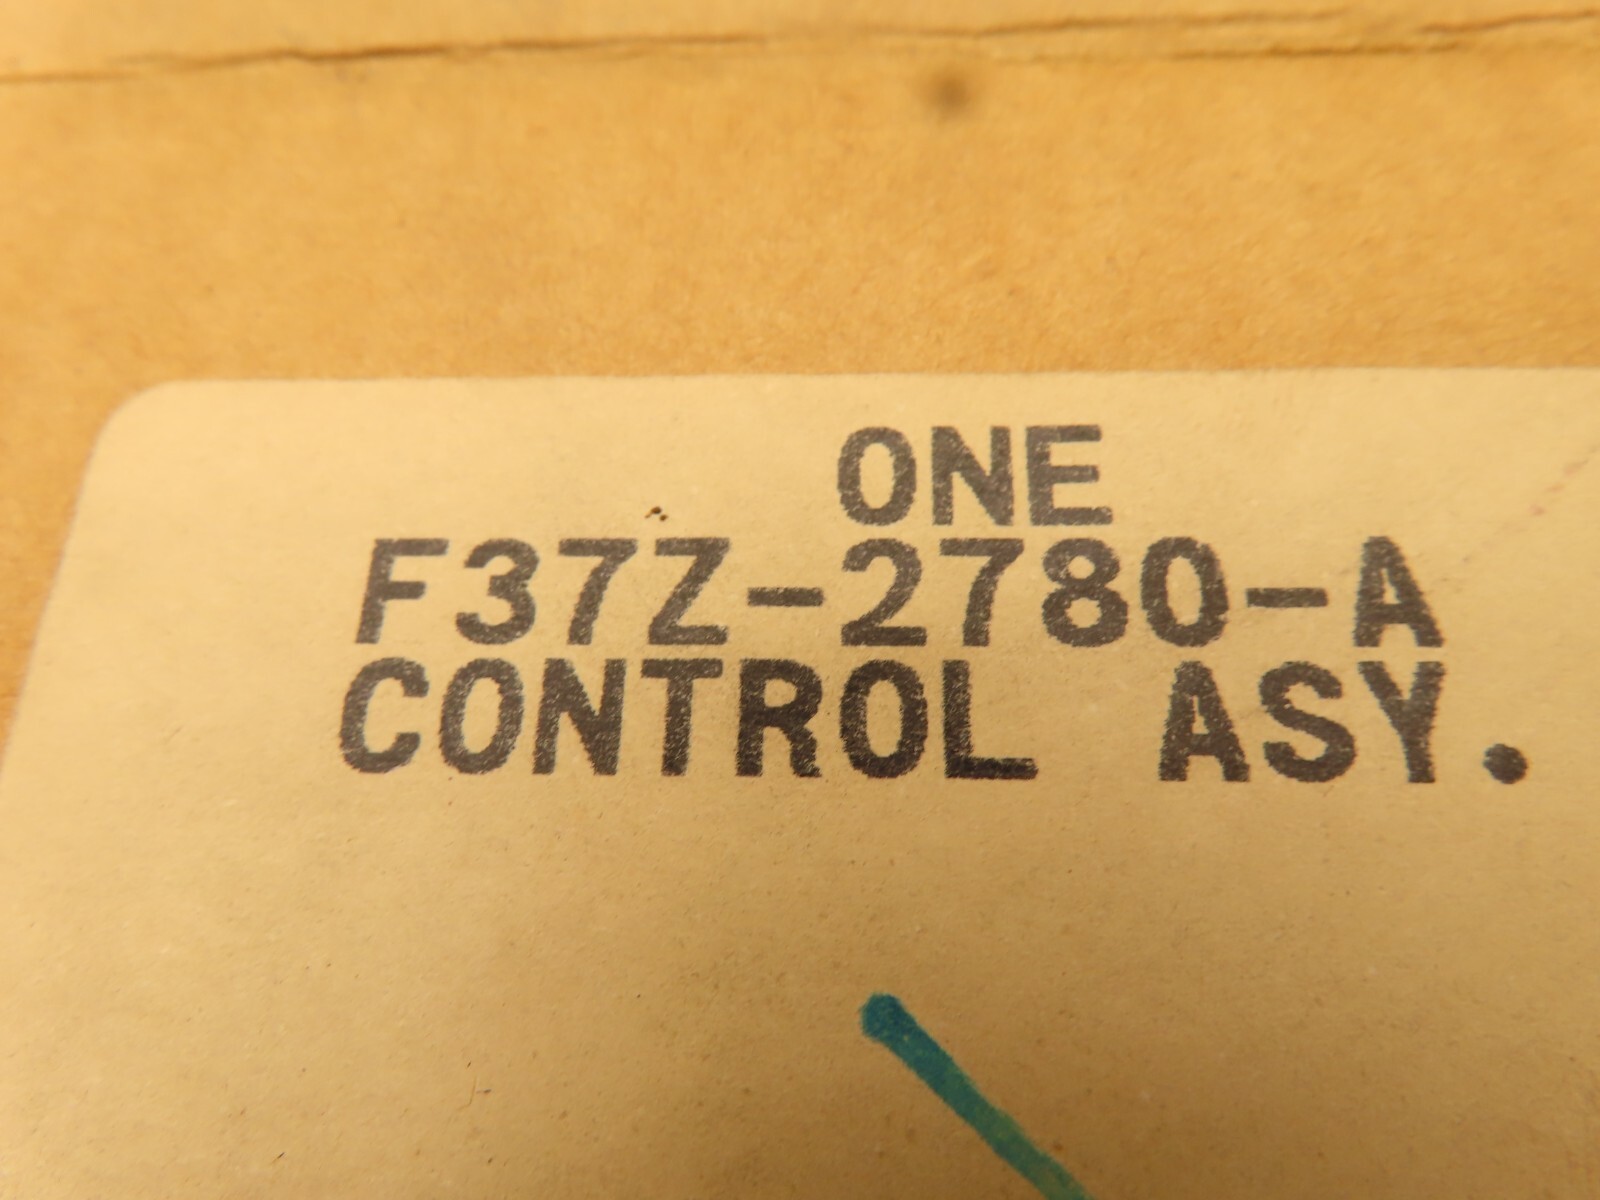 ONE
F37Z-2780-A
CONTROL ASY.